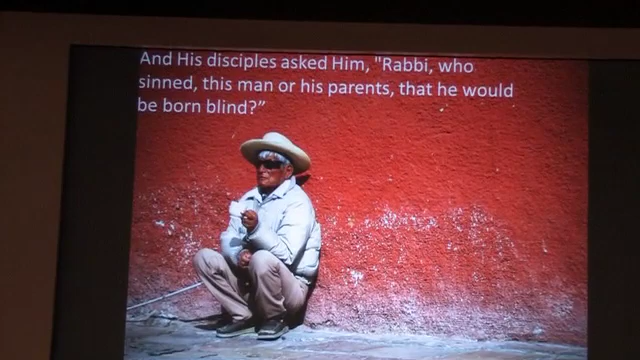 And His disciples asked Him, "Rabbi, who
sinned, this man or his parents, that he would
be born blind?”